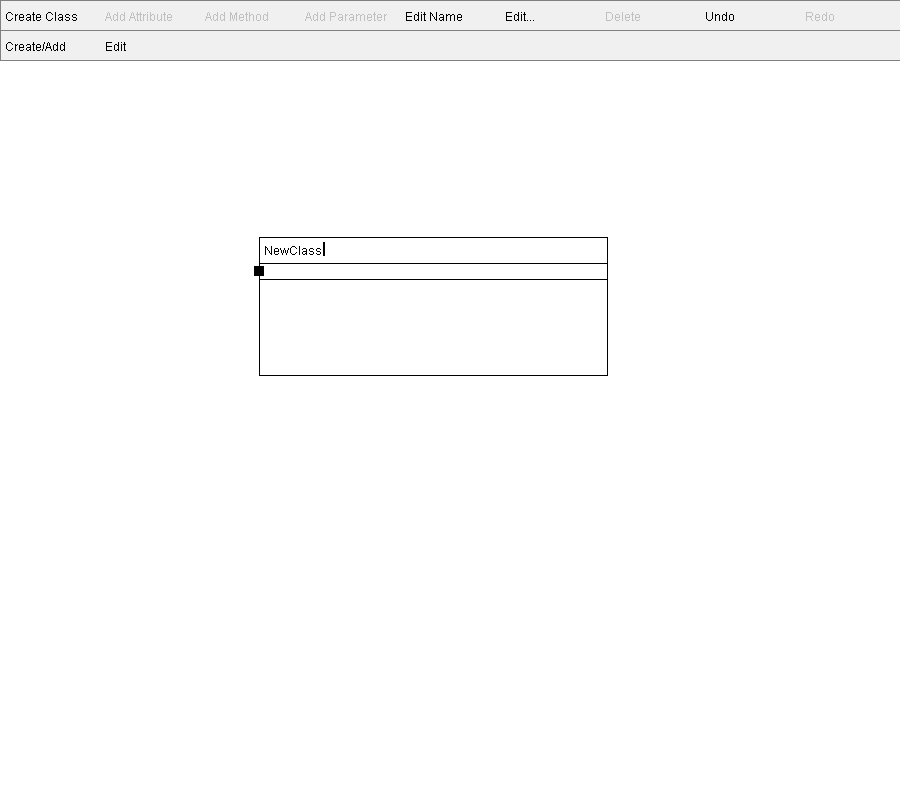 Create Class Add Attribute Add Method Add Parameter Edit Name Edit... Delete Undo Redo
Create/Add Edit
NewClass